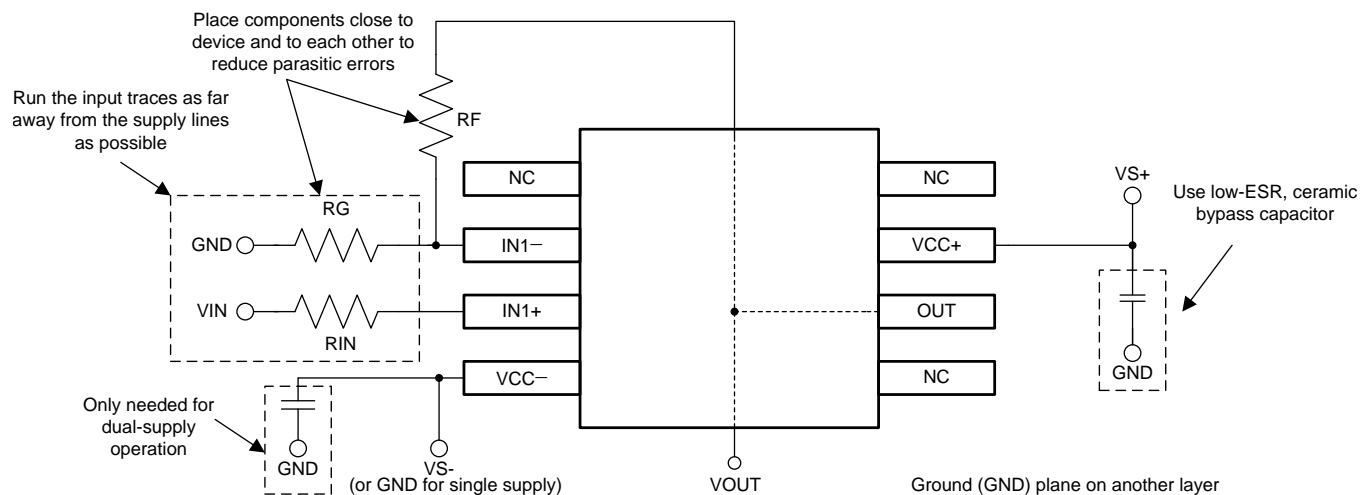 Place components close to
device and to each other to
reduce parasitic errors
Run the input traces as far
away from the supply lines
as possible
RF
NC
NC
VS+
Use low-ESR, ceramic
bypass capacitor
RG
GND
IN1−
VCC+
VIN
IN1+
OUT
RIN
VCC−
NC
GND
Only needed for
dual-supply
operation
GND
VS-
(or GND for single supply)
VOUT
Ground (GND) plane on another layer